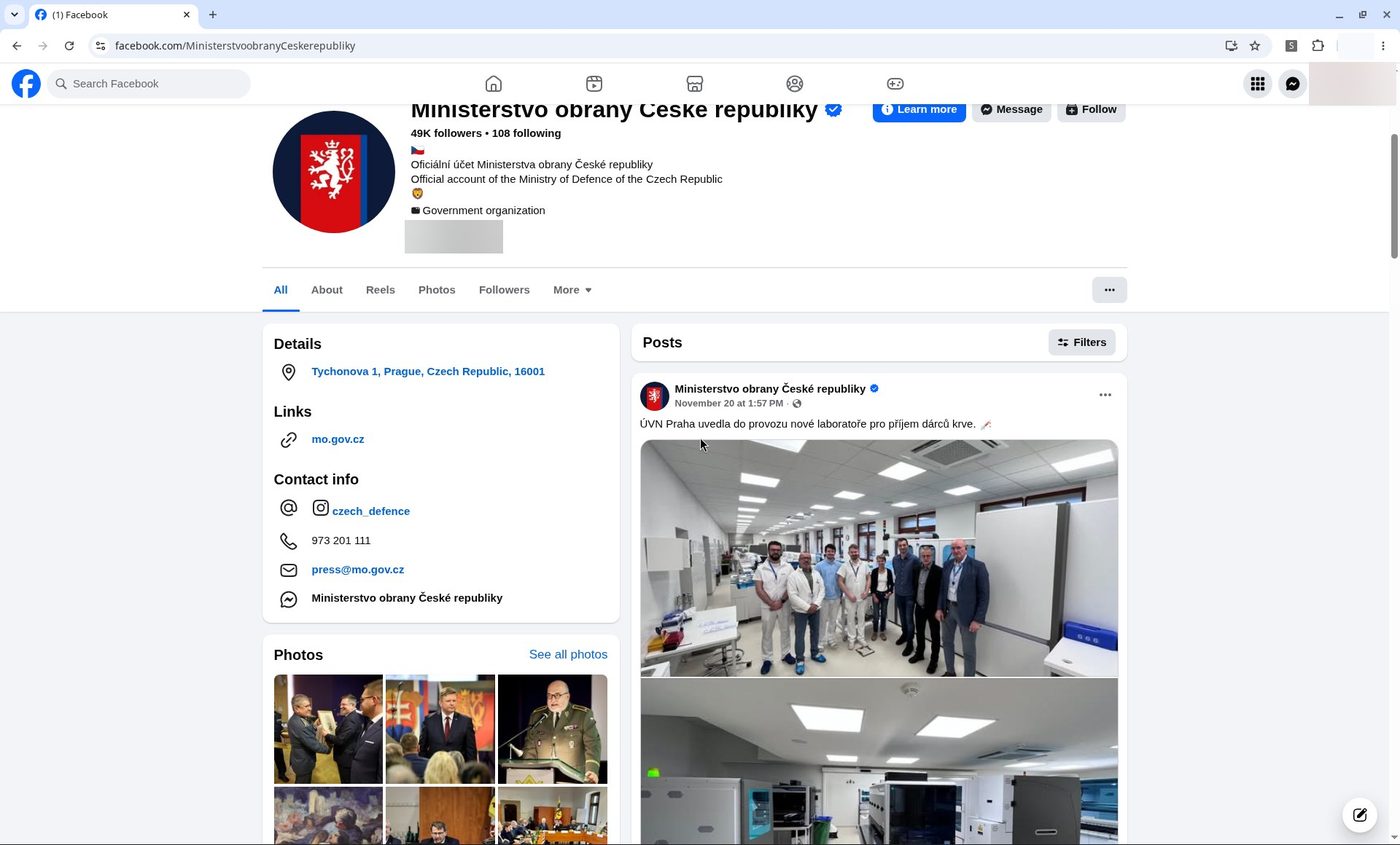 (1) Facebook
facebook.com/MinisterstvoobranyCeskerepubliky
Search Facebook
Ministerstvo obrany České republiky
Learn more
Message
Follow
49K followers • 108 following
🇨🇿
Oficiální účet Ministerstva obrany České republiky
Official account of the Ministry of Defence of the Czech Republic
🦁
Government organization
All
About
Reels
Photos
Followers
More
Details
Tychonova 1, Prague, Czech Republic, 16001
Links
mo.gov.cz
Contact info
czech_defence
973 201 111
press@mo.gov.cz
Ministerstvo obrany České republiky
Photos
See all photos
Posts
Filters
Ministerstvo obrany České republiky
November 20 at 1:57 PM ·
ÚVN Praha uvedla do provozu nové laboratoře pro příjem dárců krve. 💉